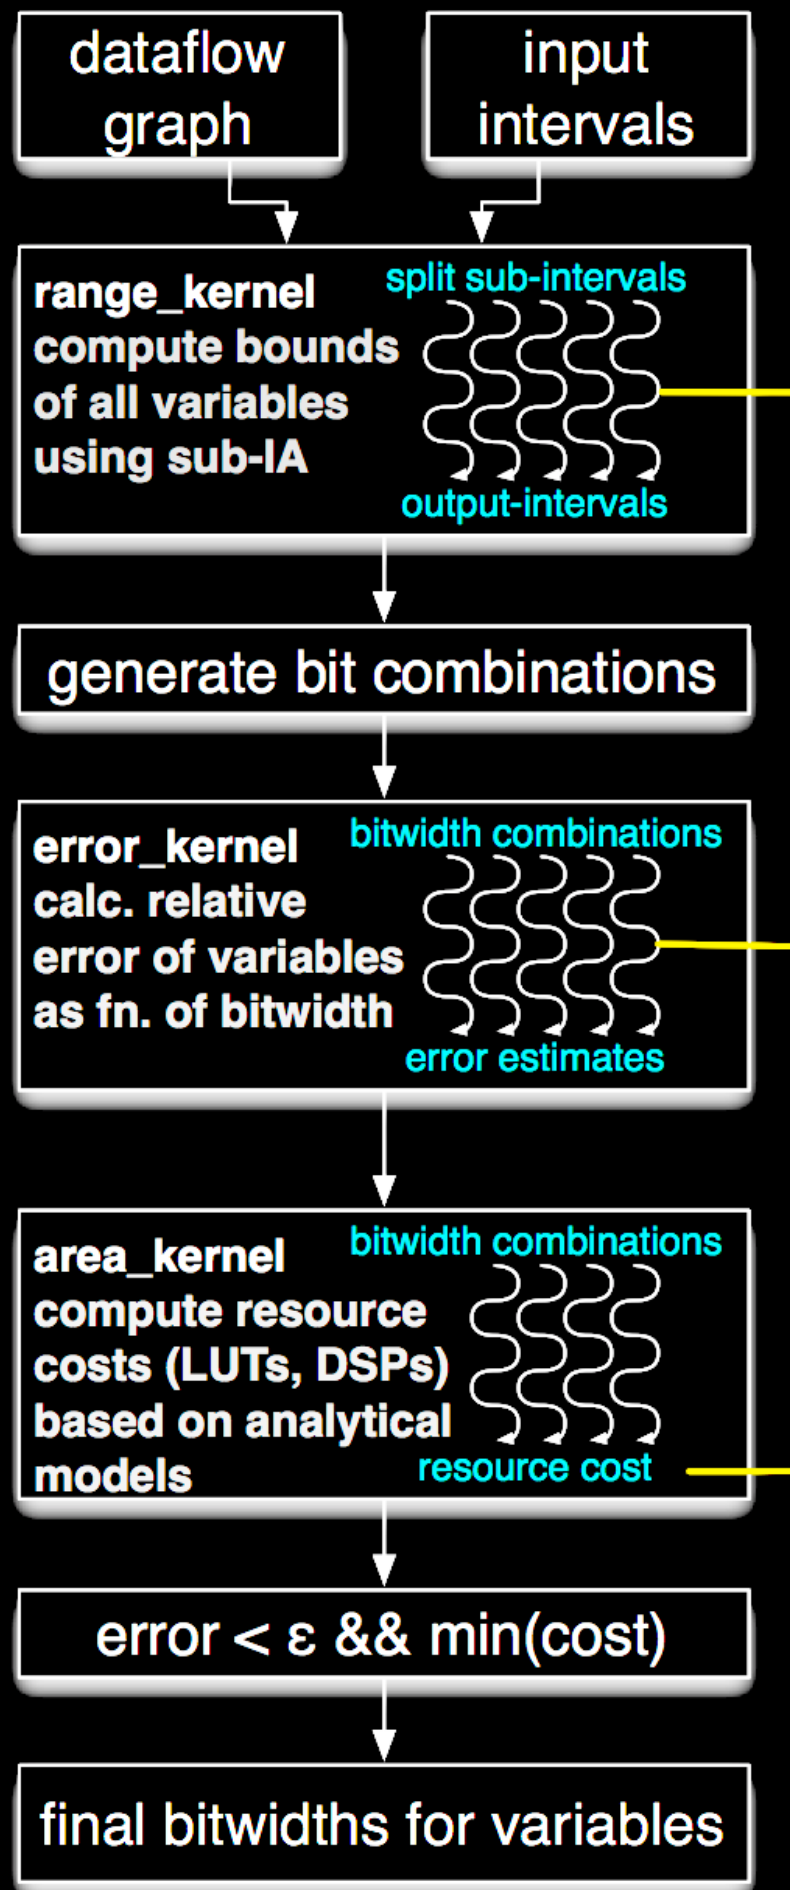 dataflow
graph
input
intervals
range_kernel
compute bounds
of all variables
using sub-IA
split sub-intervals
output-intervals
generate bit combinations
error_kernel
calc. relative
error of variables
as fn. of bitwidth
bitwidth combinations
error estimates
area_kernel
compute resource
costs (LUTs, DSPs)
based on analytical
models
bitwidth combinations
resource cost
error < ε && min(cost)
final bitwidths for variables